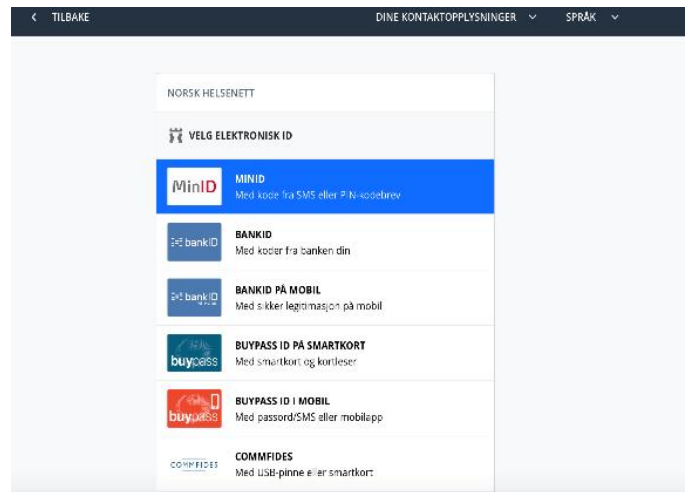 TILBAKE
DINE KONTAKTOPPLYSNINGER
SPRÅK
NORSK HELSENETT
VELG ELEKTRONISK ID
MinID
MINID
Med kode fra SMS eller PIN-kodebrev
bankID
BANKID
Med koder fra banken din
bankID
BANKID PÅ MOBIL
Med sikker legitimasjon på mobil
buypass
BUYPASS ID PÅ SMARTKORT
Med smartkort og kortleser
buypass
BUYPASS ID I MOBIL
Med passord/SMS eller mobilapp
COMMFIDES
COMMFIDES
Med USB-pinne eller smartkort